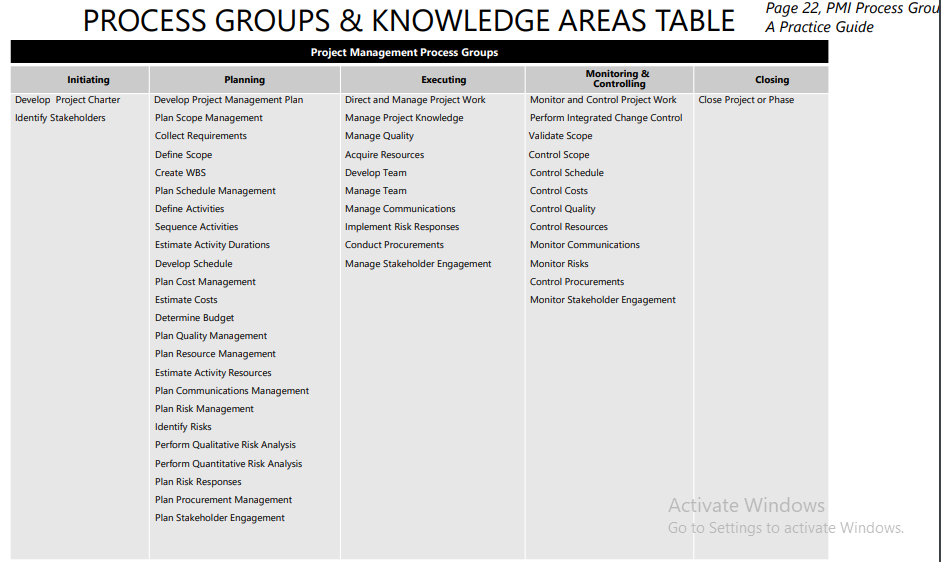 PROCESS GROUPS & KNOWLEDGE AREAS TABLE
Page 22, PMI Process Grou
A Practice Guide
Project Management Process Groups
Initiating
Develop Project Charter
Identify Stakeholders
Planning
Develop Project Management Plan
Plan Scope Management
Collect Requirements
Define Scope
Create WBS
Plan Schedule Management
Define Activities
Sequence Activities
Estimate Activity Durations
Develop Schedule
Plan Cost Management
Estimate Costs
Determine Budget
Plan Quality Management
Plan Resource Management
Estimate Activity Resources
Plan Communications Management
Plan Risk Management
Identify Risks
Perform Qualitative Risk Analysis
Perform Quantitative Risk Analysis
Plan Risk Responses
Plan Procurement Management
Plan Stakeholder Engagement
Executing
Direct and Manage Project Work
Manage Project Knowledge
Manage Quality
Acquire Resources
Develop Team
Manage Team
Manage Communications
Implement Risk Responses
Conduct Procurements
Manage Stakeholder Engagement
Monitoring &
Controlling
Monitor and Control Project Work
Perform Integrated Change Control
Validate Scope
Control Scope
Control Schedule
Control Costs
Control Quality
Control Resources
Monitor Communications
Monitor Risks
Control Procurements
Monitor Stakeholder Engagement
Closing
Close Project or Phase
Activate Windows
Go to Settings to activate Windows.